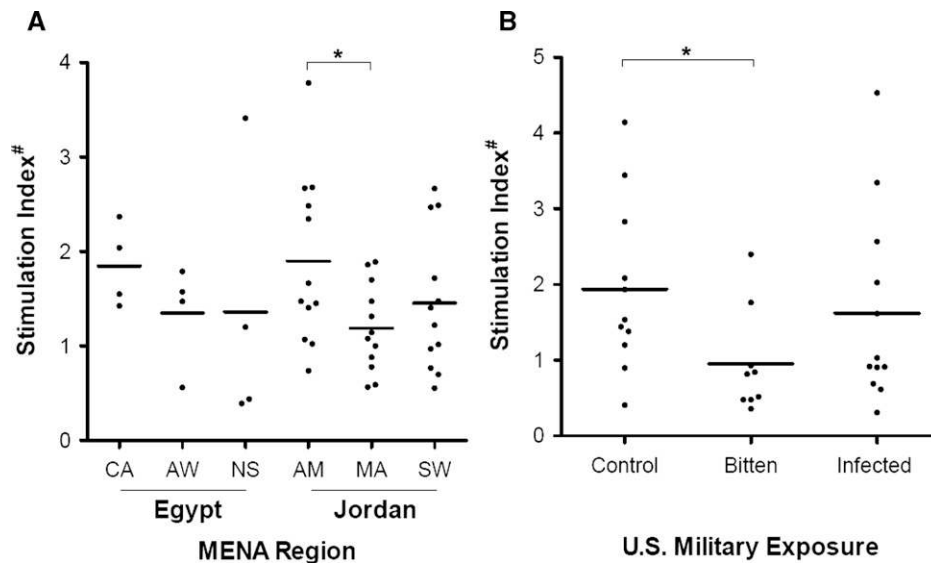 A
Stimulation Index#
4
3
2
1
0
*
CA AW NS AM MA SW
Egypt Jordan
MENA Region
B
Stimulation Index#
5
4
3
2
1
0
*
Control Bitten Infected
U.S. Military Exposure